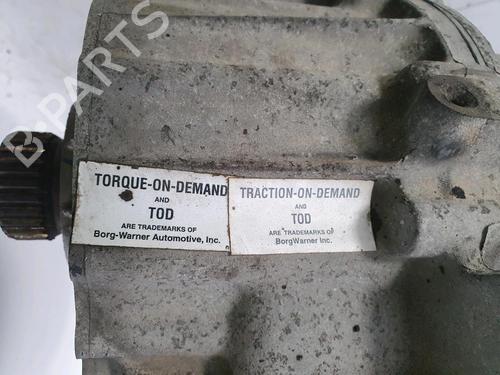 B-PARTS
TORQUE-ON-DEMAND
AND
TOD
ARE TRADEMARKS OF
Borg-Warner Automotive, Inc.
TRACTION-ON-DEMAND
AND
TOD
ARE TRADEMARKS OF
BorgWarner Inc.